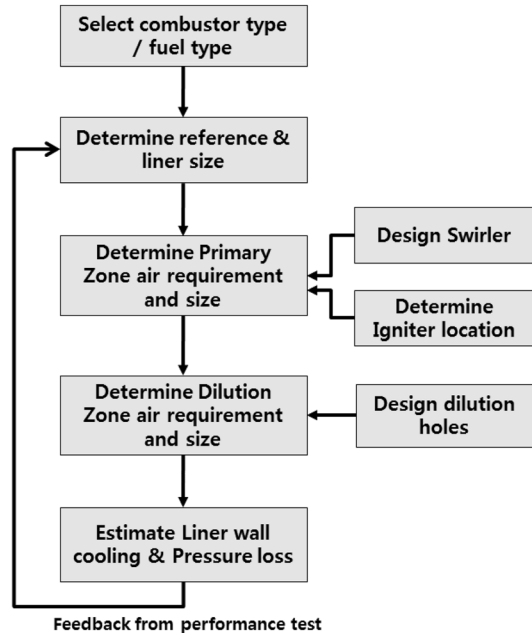 Select combustor type
/ fuel type
Determine reference &
liner size
Determine Primary
Zone air requirement
and size
Design Swirler
Determine
Igniter location
Determine Dilution
Zone air requirement
and size
Design dilution
holes
Estimate Liner wall
cooling & Pressure loss
Feedback from performance test